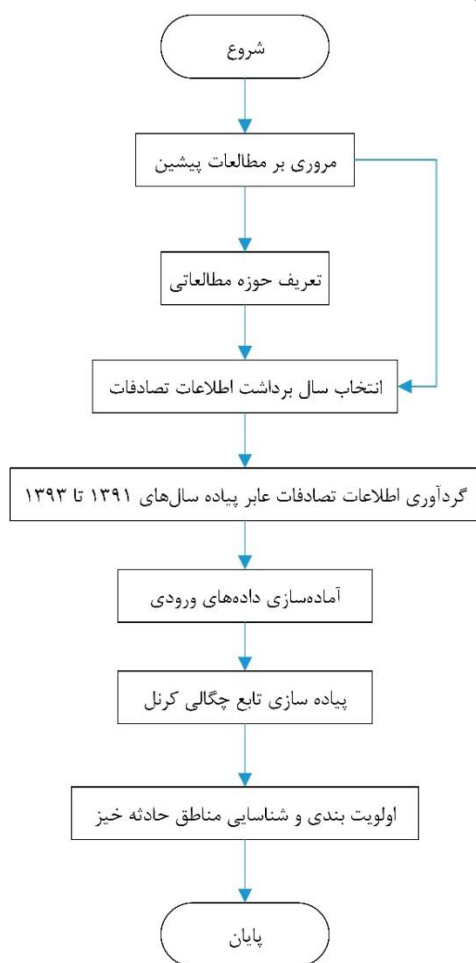 شروع
مروری بر مطالعات پیشین
تعریف حوزه مطالعاتی
انتخاب سال برداشت اطلاعات تصادفات
گردآوری اطلاعات تصادفات عابر پیاده سال‌های ۱۳۹۱ تا ۱۳۹۳
آماده‌سازی داده‌های ورودی
پیاده سازی تابع چگالی کرنل
اولویت بندی و شناسایی مناطق حادثه خیز
پایان